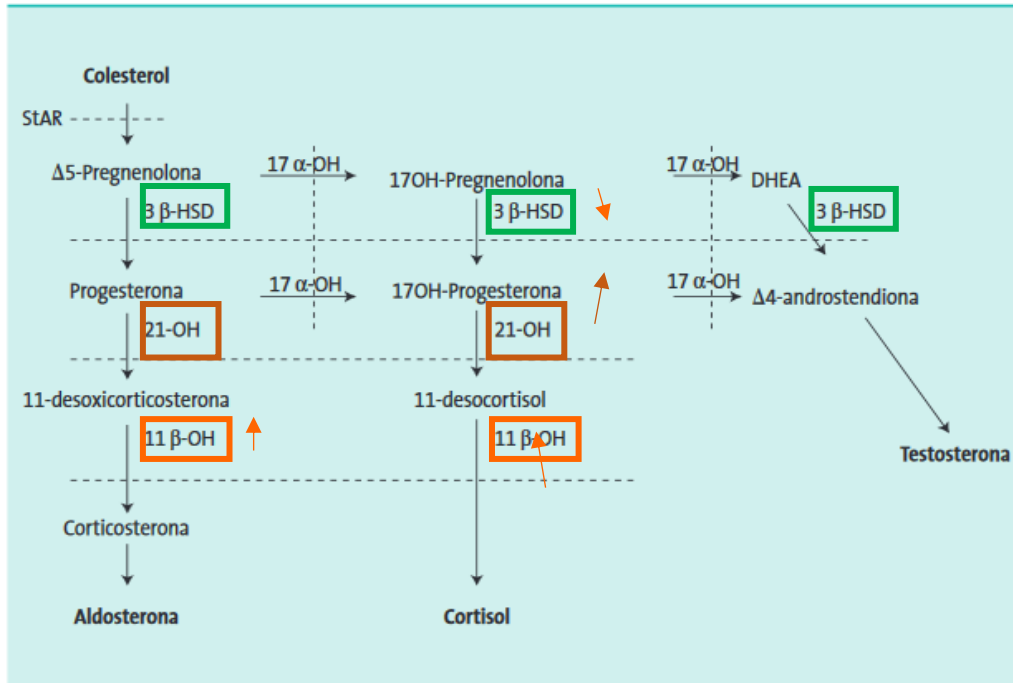 Colesterol
StAR
Δ5-Pregnenolona
17 α-OH
17OH-Pregnenolona
17 α-OH
DHEA
3 β-HSD
3 β-HSD
3 β-HSD
Progesterona
17 α-OH
17OH-Progesterona
17 α-OH
Δ4-androstendiona
21-OH
21-OH
11-desoxicorticosterona
11-desocortisol
11 β-OH
11 β-OH
Testosterona
Corticosterona
Aldosterona
Cortisol